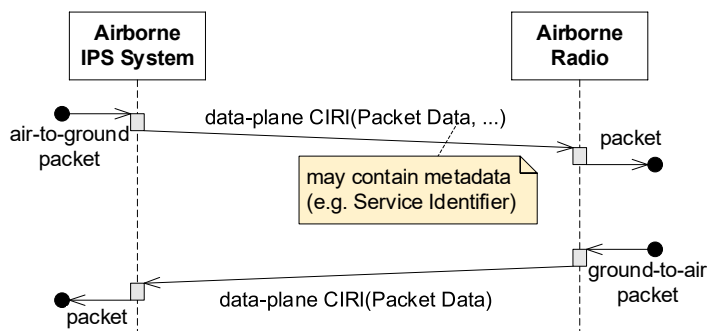 Airborne
IPS System
Airborne
Radio
air-to-ground
packet
data-plane CIRI(Packet Data, ...)
packet
may contain metadata
(e.g. Service Identifier)
ground-to-air
packet
data-plane CIRI(Packet Data)
packet